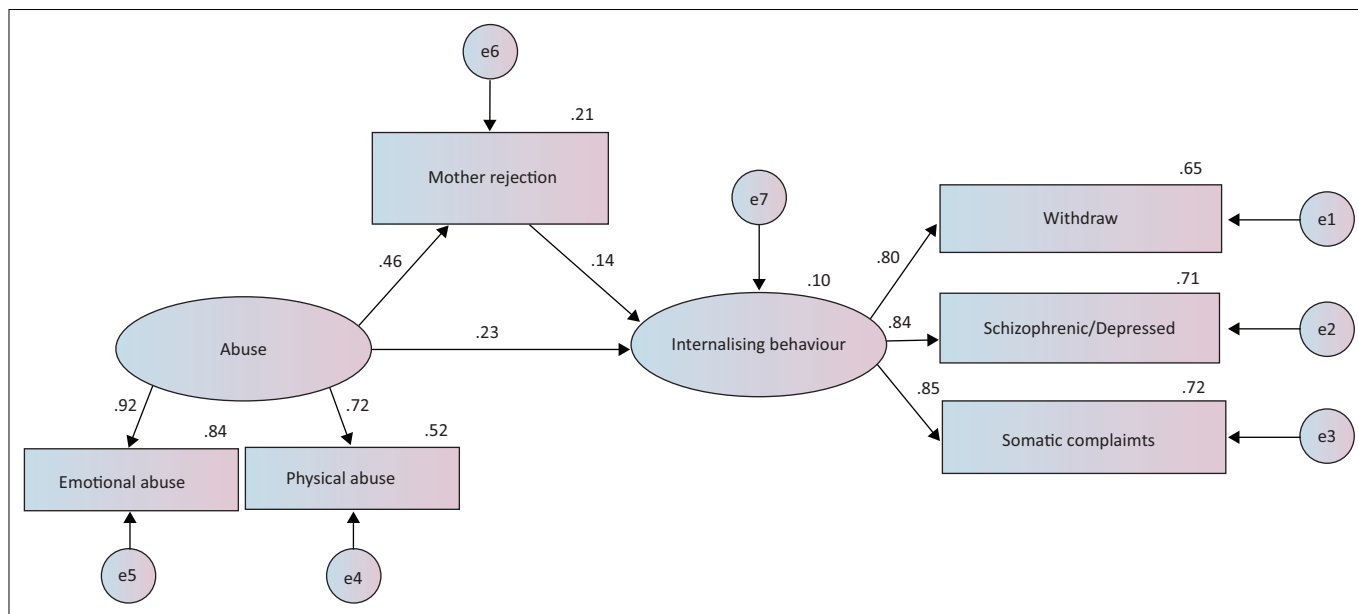 e6
.21
Mother rejection
e7
.65
Withdraw
e1
.46
.14
.80
.10
.71
Abuse
.23
Internalising behaviour
.84
Schizophrenic/Depressed
e2
.92
.72
.85
.72
.84
.52
Somatic complaimts
e3
Emotional abuse
Physical abuse
e5
e4